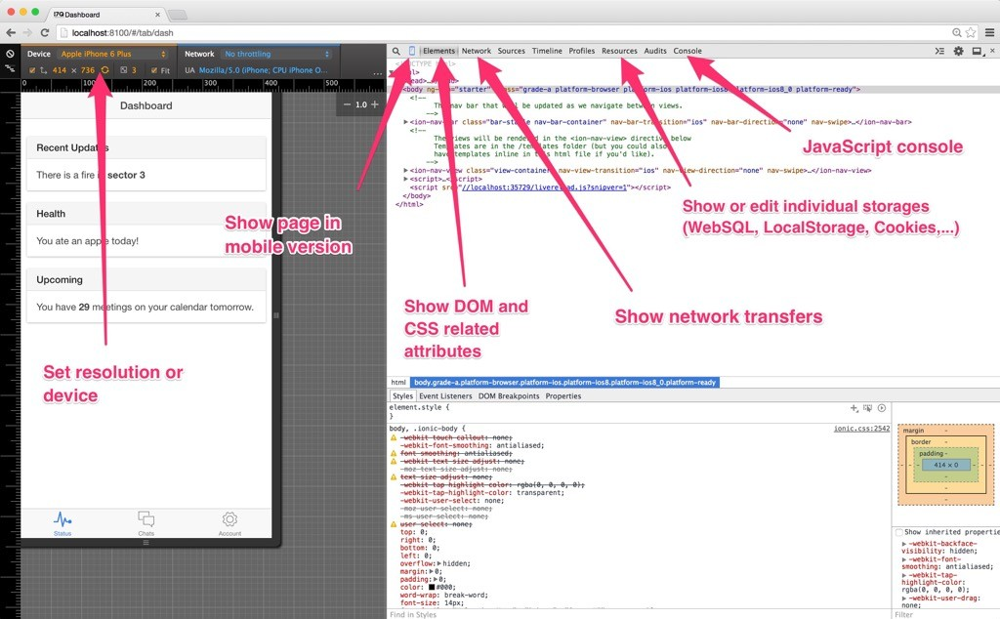 Dashboard
localhost:8100/#/tab/dash
Device Apple iPhone 6 Plus Network No throttling
414 × 736 3 Fit UA Mozilla/5.0 (iPhone; CPU iPhone O... ...
0 100 200 300 400 500
Dashboard
1.0
Recent Updates
There is a fire in sector 3
Health
You ate an apple today!
Upcoming
You have 29 meetings on your calendar tomorrow.
Status Chats Account
Show page in
mobile version
Set resolution or
device
Elements Network Sources Timeline Profiles Resources Audits Console
<body class="grade-a platform-browser platform-ios platform-ios8_0 platform-ready">
<!--
The nav bar that will be updated as we navigate between views.
-->
<ion-nav-bar class="bar-stable nav-bar-container" nav-bar-transition="ios" nav-bar-direction="none" nav-swipe>…</ion-nav-bar>
<!--
The views will be rendered in the <ion-nav-view> directive below
Templates are in the /templates folder (but you could also
have templates inline in this html file if you'd like).
-->
<ion-nav-view class="view-container" nav-view-transition="ios" nav-view-direction="none" nav-swipe>…</ion-nav-view>
<script>…</script>
<script src="//localhost:35729/livereload.js?snipver=1"></script>
</body>
</html>
JavaScript console
Show or edit individual storages
(WebSQL, LocalStorage, Cookies,...)
Show DOM and
CSS related
attributes
Show network transfers
html body.grade-a.platform-browser.platform-ios.platform-ios8.platform-ios8_0.platform-ready
Styles Event Listeners DOM Breakpoints Properties
element.style {
}
body, .ionic-body { ionic.css:2542
-webkit-touch-callout: none;
-webkit-font-smoothing: antialiased;
font-smoothing: antialiased;
-webkit-text-size-adjust: none;
-moz-text-size-adjust: none;
text-size-adjust: none;
-webkit-tap-highlight-color: rgba(0, 0, 0, 0);
-webkit-tap-highlight-color: transparent;
-webkit-user-select: none;
-moz-user-select: none;
-ms-user-select: none;
user-select: none;
top: 0;
right: 0;
bottom: 0;
left: 0;
overflow: hidden;
margin: 0;
padding: 0;
color: #000;
word-wrap: break-word;
font-size: 14px;
Find in Styles
margin -
border -
padding -
414 × 0
Show inherited properties
-webkit-backface-
visibility: hidden;
-webkit-font-
smoothing: antialiased;
-webkit-tap-
highlight-color:
rgba(0, 0, 0, 0);
-webkit-user-drag:
none;
Filter